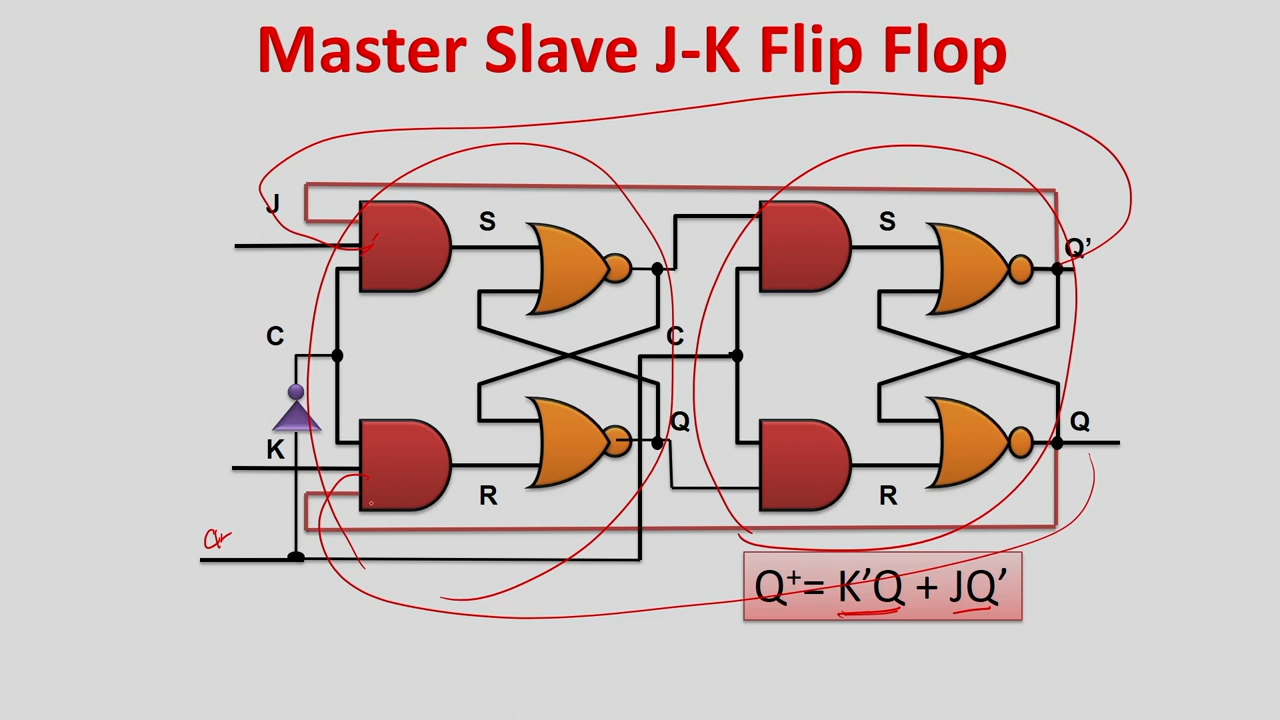 Master Slave J-K Flip Flop
J
S
S
Q’
C
C
K
Q
Q
R
R
Q⁺= K’Q + JQ’